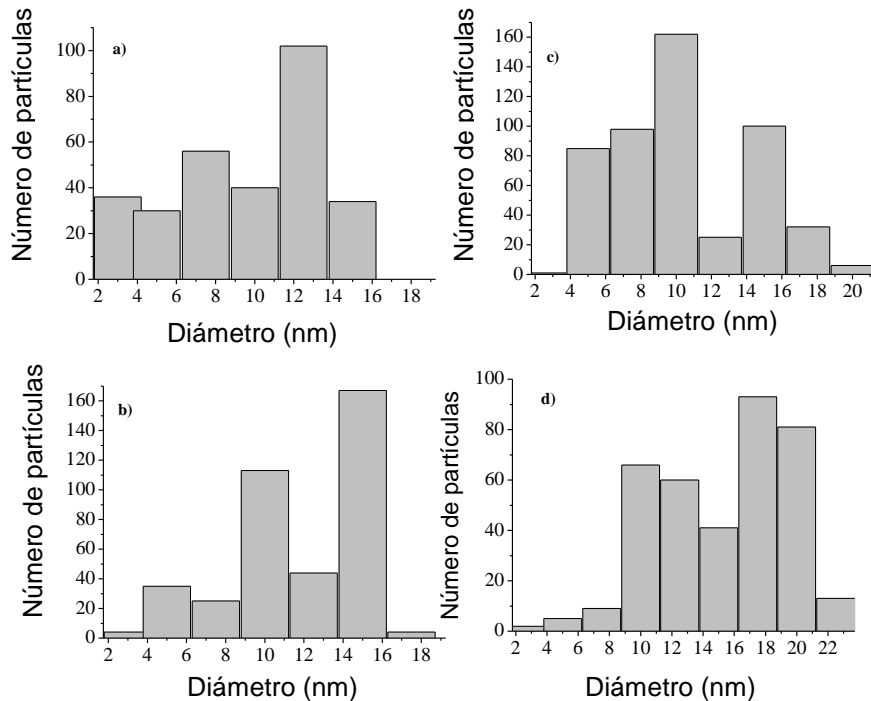 a)
Número de partículas
100
80
60
40
20
0
2 4 6 8 10 12 14 16 18
Diámetro (nm)
c)
Número de partículas
160
140
120
100
80
60
40
20
0
2 4 6 8 10 12 14 16 18 20
Diámetro (nm)
b)
Número de partículas
160
140
120
100
80
60
40
20
0
2 4 6 8 10 12 14 16 18
Diámetro (nm)
d)
Número de partículas
100
80
60
40
20
0
2 4 6 8 10 12 14 16 18 20 22
Diámetro (nm)